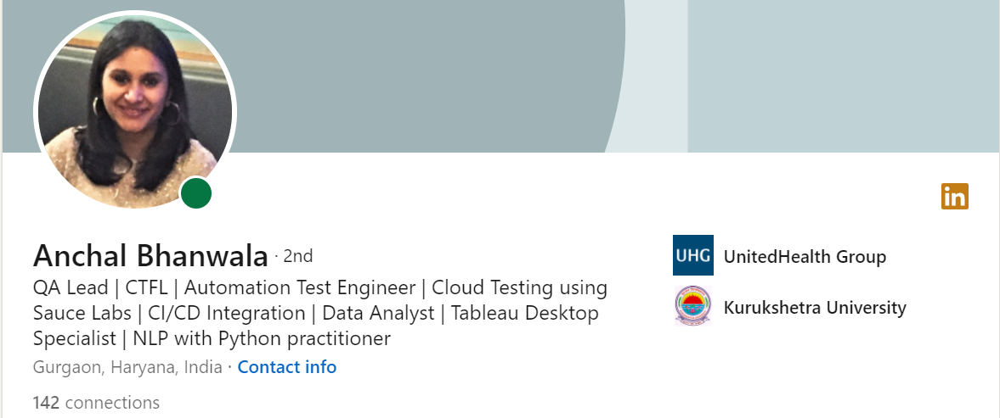 Anchal Bhanwala · 2nd
QA Lead | CTFL | Automation Test Engineer | Cloud Testing using
Sauce Labs | CI/CD Integration | Data Analyst | Tableau Desktop
Specialist | NLP with Python practitioner
Gurgaon, Haryana, India · Contact info
142 connections
in
UHG UnitedHealth Group
Kurukshetra University